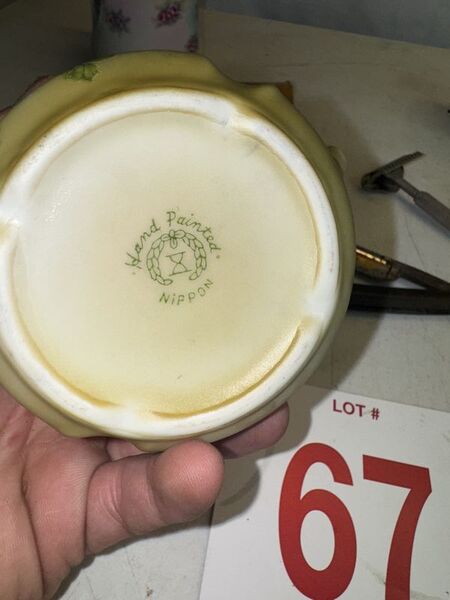 Hand Painted
NIPPON
LOT #
67